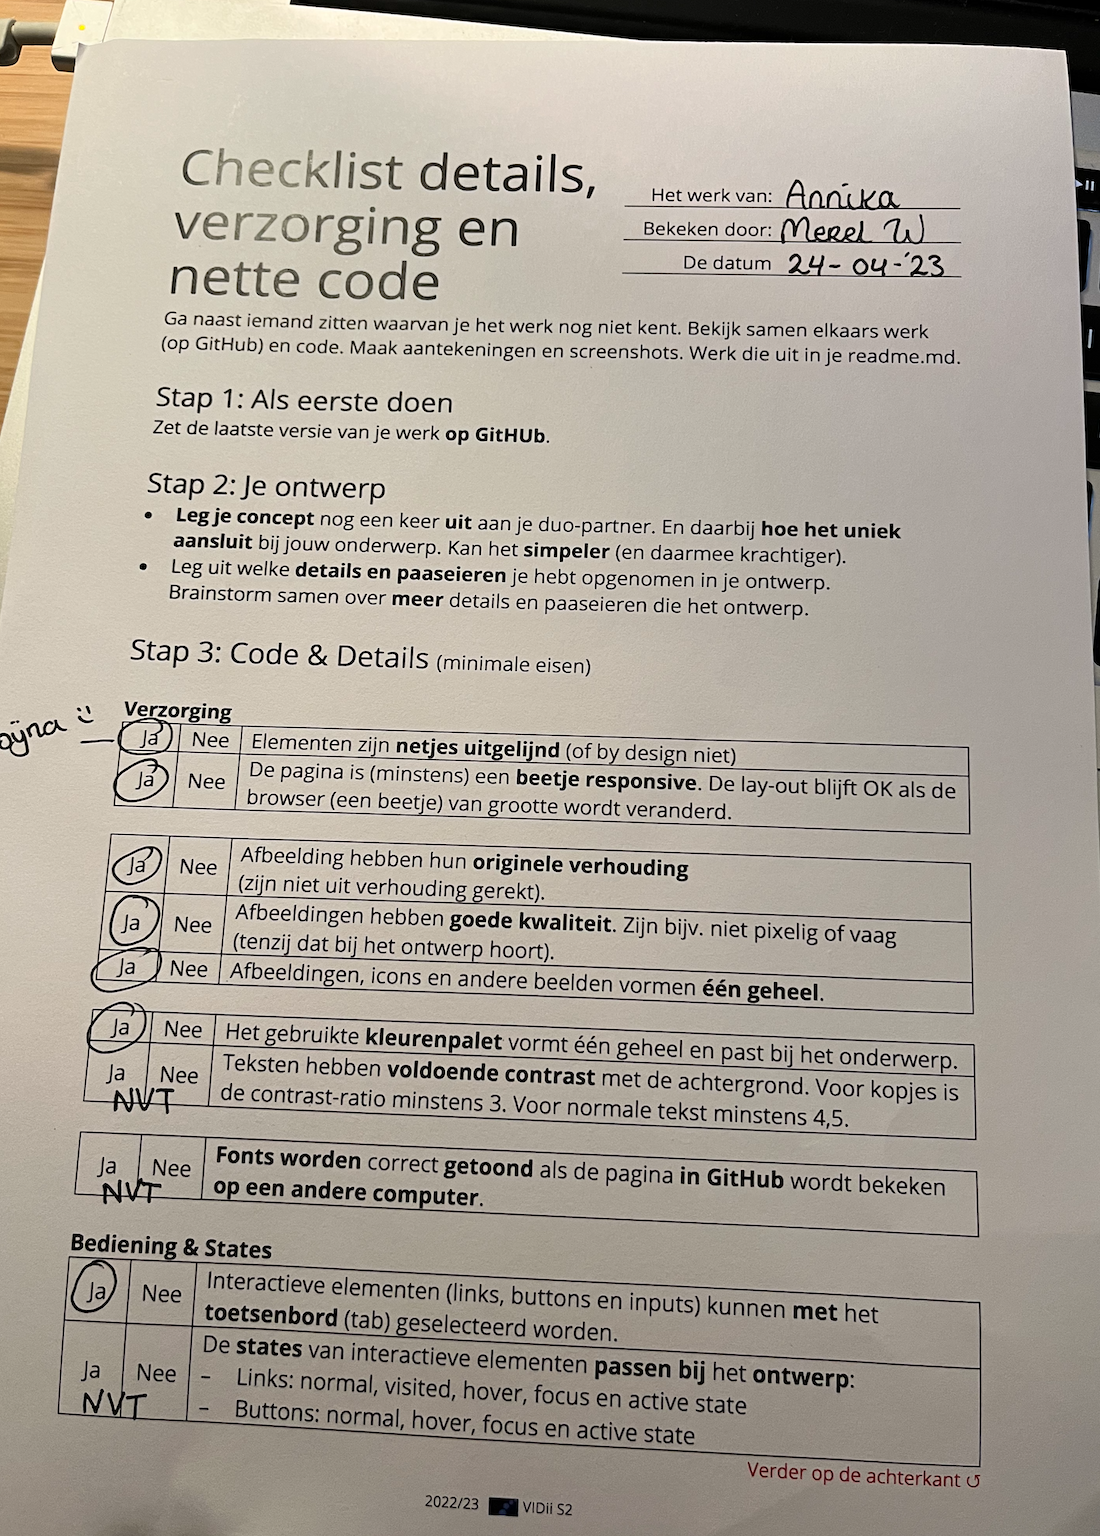 Checklist details,
verzorging en
nette code
Het werk van: Annika
Bekeken door: Merel W
De datum 24-04-'23
Ga naast iemand zitten waarvan je het werk nog niet kent. Bekijk samen elkaars werk
(op GitHub) en code. Maak aantekeningen en screenshots. Werk die uit in je readme.md.
Stap 1: Als eerste doen
Zet de laatste versie van je werk op GitHUb.
Stap 2: Je ontwerp
• Leg je concept nog een keer uit aan je duo-partner. En daarbij hoe het uniek
aansluit bij jouw onderwerp. Kan het simpeler (en daarmee krachtiger).
• Leg uit welke details en paaseieren je hebt opgenomen in je ontwerp.
Brainstorm samen over meer details en paaseieren die het ontwerp.
Stap 3: Code & Details (minimale eisen)
Verzorging
Ja Nee Elementen zijn netjes uitgelijnd (of by design niet)
Ja Nee De pagina is (minstens) een beetje responsive. De lay-out blijft OK als de
browser (een beetje) van grootte wordt veranderd.
Ja Nee Afbeelding hebben hun originele verhouding
(zijn niet uit verhouding gerekt).
Ja Nee Afbeeldingen hebben goede kwaliteit. Zijn bijv. niet pixelig of vaag
(tenzij dat bij het ontwerp hoort).
Ja Nee Afbeeldingen, icons en andere beelden vormen één geheel.
Ja Nee Het gebruikte kleurenpalet vormt één geheel en past bij het onderwerp.
Ja Nee Teksten hebben voldoende contrast met de achtergrond. Voor kopjes is
NVT de contrast-ratio minstens 3. Voor normale tekst minstens 4,5.
Ja Nee Fonts worden correct getoond als de pagina in GitHub wordt bekeken
NVT op een andere computer.
Bediening & States
Ja Nee Interactieve elementen (links, buttons en inputs) kunnen met het
toetsenbord (tab) geselecteerd worden.
Ja Nee De states van interactieve elementen passen bij het ontwerp:
NVT – Links: normal, visited, hover, focus en active state
– Buttons: normal, hover, focus en active state
Verder op de achterkant ↺
2022/23 VIDii S2